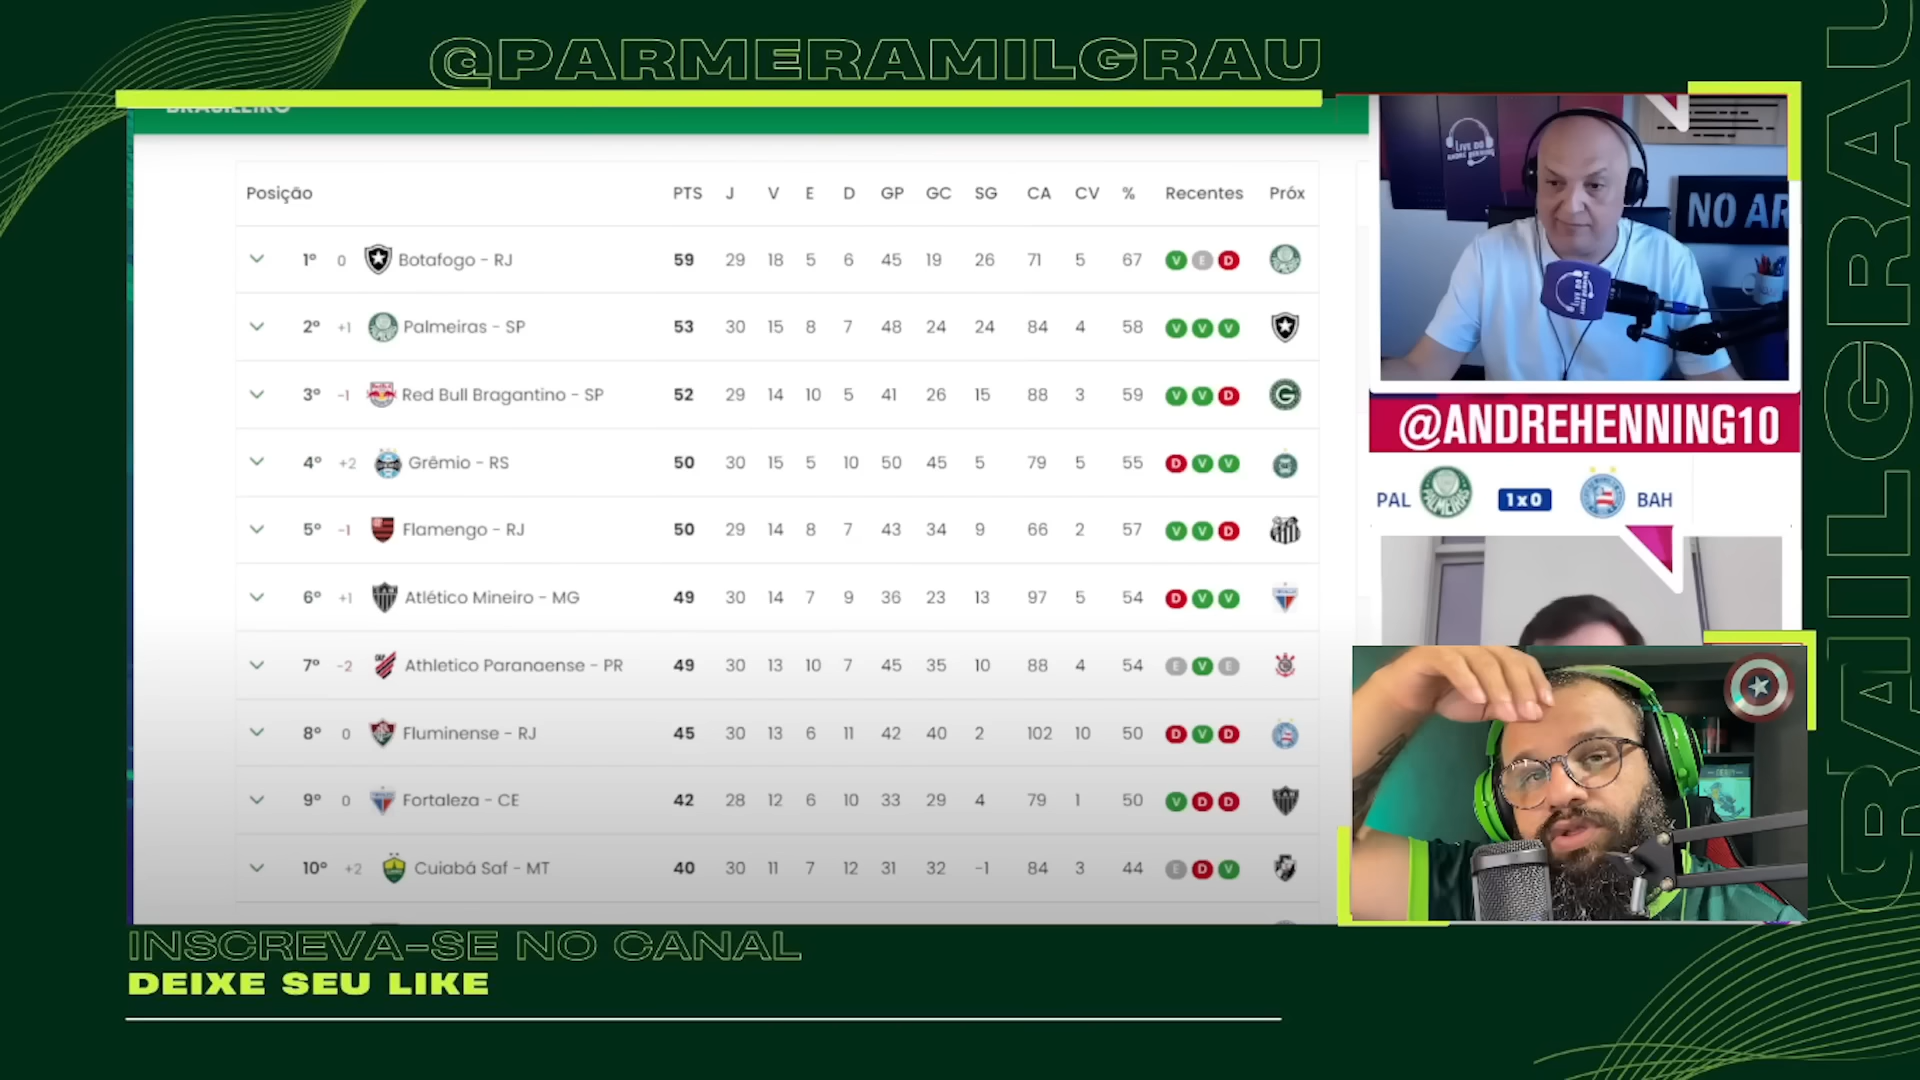 @PARMERAMILGRAU
BRASILEIRO
Posição PTS J V E D GP GC SG CA CV % Recentes Próx
1º 0 Botafogo - RJ 59 29 18 5 6 45 19 26 71 5 67 V E D
2º +1 Palmeiras - SP 53 30 15 8 7 48 24 24 84 4 58 V V V
3º -1 Red Bull Bragantino - SP 52 29 14 10 5 41 26 15 88 3 59 V V D
4º +2 Grêmio - RS 50 30 15 5 10 50 45 5 79 5 55 D V V
5º -1 Flamengo - RJ 50 29 14 8 7 43 34 9 66 2 57 V V D
6º +1 Atlético Mineiro - MG 49 30 14 7 9 36 23 13 97 5 54 D V V
7º -2 Athletico Paranaense - PR 49 30 13 10 7 45 35 10 88 4 54 E V E
8º 0 Fluminense - RJ 45 30 13 6 11 42 40 2 102 10 50 D V D
9º 0 Fortaleza - CE 42 28 12 6 10 33 29 4 79 1 50 V D D
10º +2 Cuiabá Saf - MT 40 30 11 7 12 31 32 -1 84 3 44 E D V
LIVE DO
ANDRÉ HENNING
NO AR
@ANDREHENNING10
PAL PALMEIRAS 1x0 BAH
INSCREVA-SE NO CANAL
DEIXE SEU LIKE